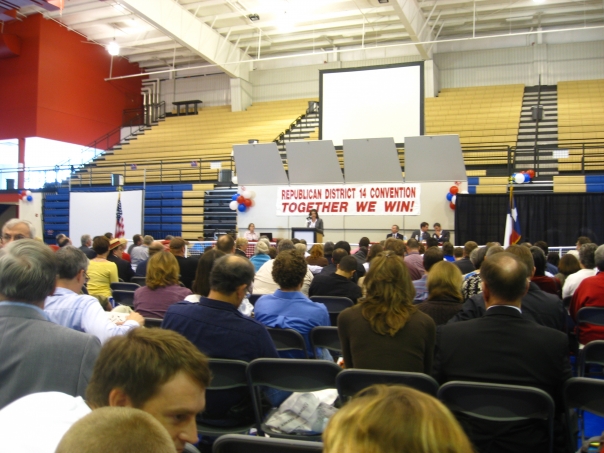 REPUBLICAN DISTRICT 14 CONVENTION
TOGETHER WE WIN!